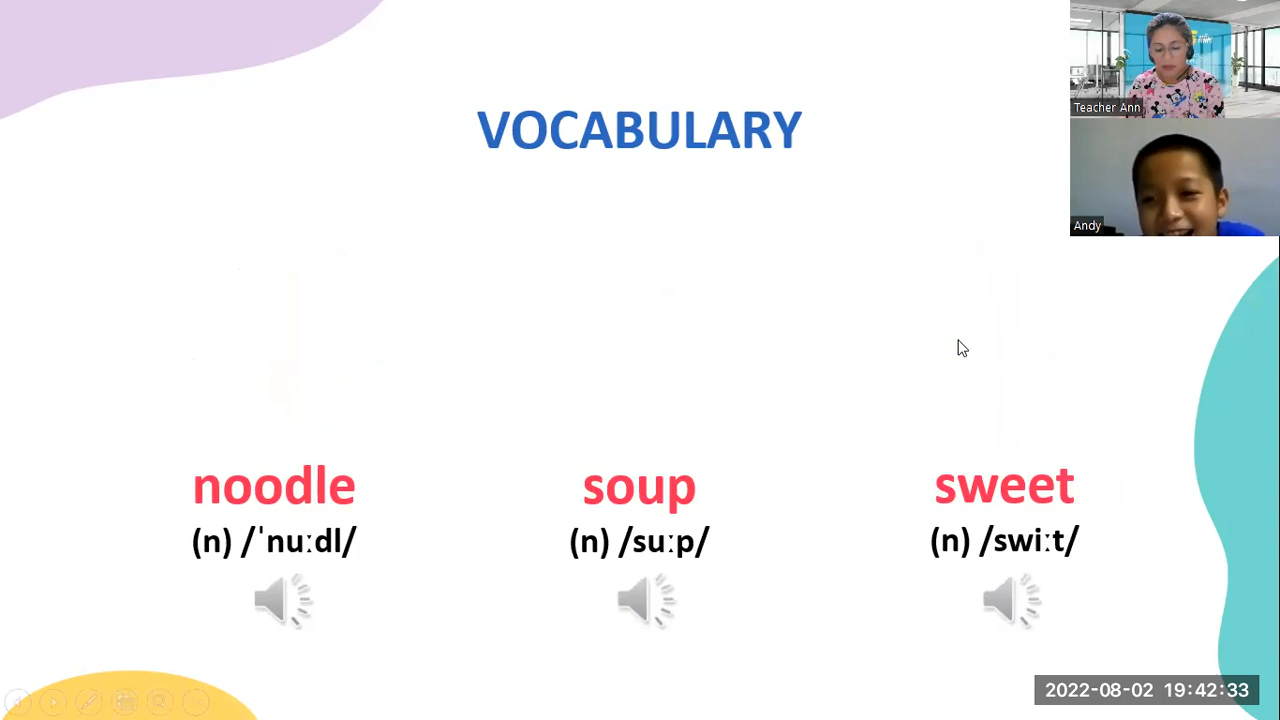 VOCABULARY
Teacher Ann
Andy
noodle soup sweet
(n) /ˈnuːdl/ (n) /suːp/ (n) /swiːt/
2022-08-02 19:42:33